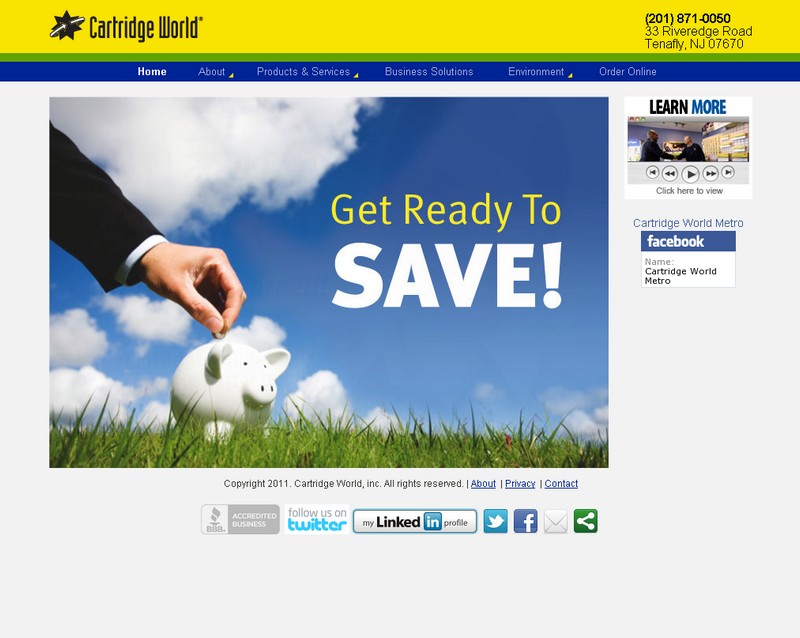 Cartridge World®
(201) 871-0050
33 Riveredge Road
Tenafly, NJ 07670
Home About Products & Services Business Solutions Environment Order Online
Get Ready To
SAVE!
LEARN MORE
Click here to view
Cartridge World Metro
facebook
Name:
Cartridge World
Metro
Copyright 2011. Cartridge World, inc. All rights reserved. | About | Privacy | Contact
BBB.
ACCREDITED
BUSINESS
follow us on
twitter
my Linked in profile